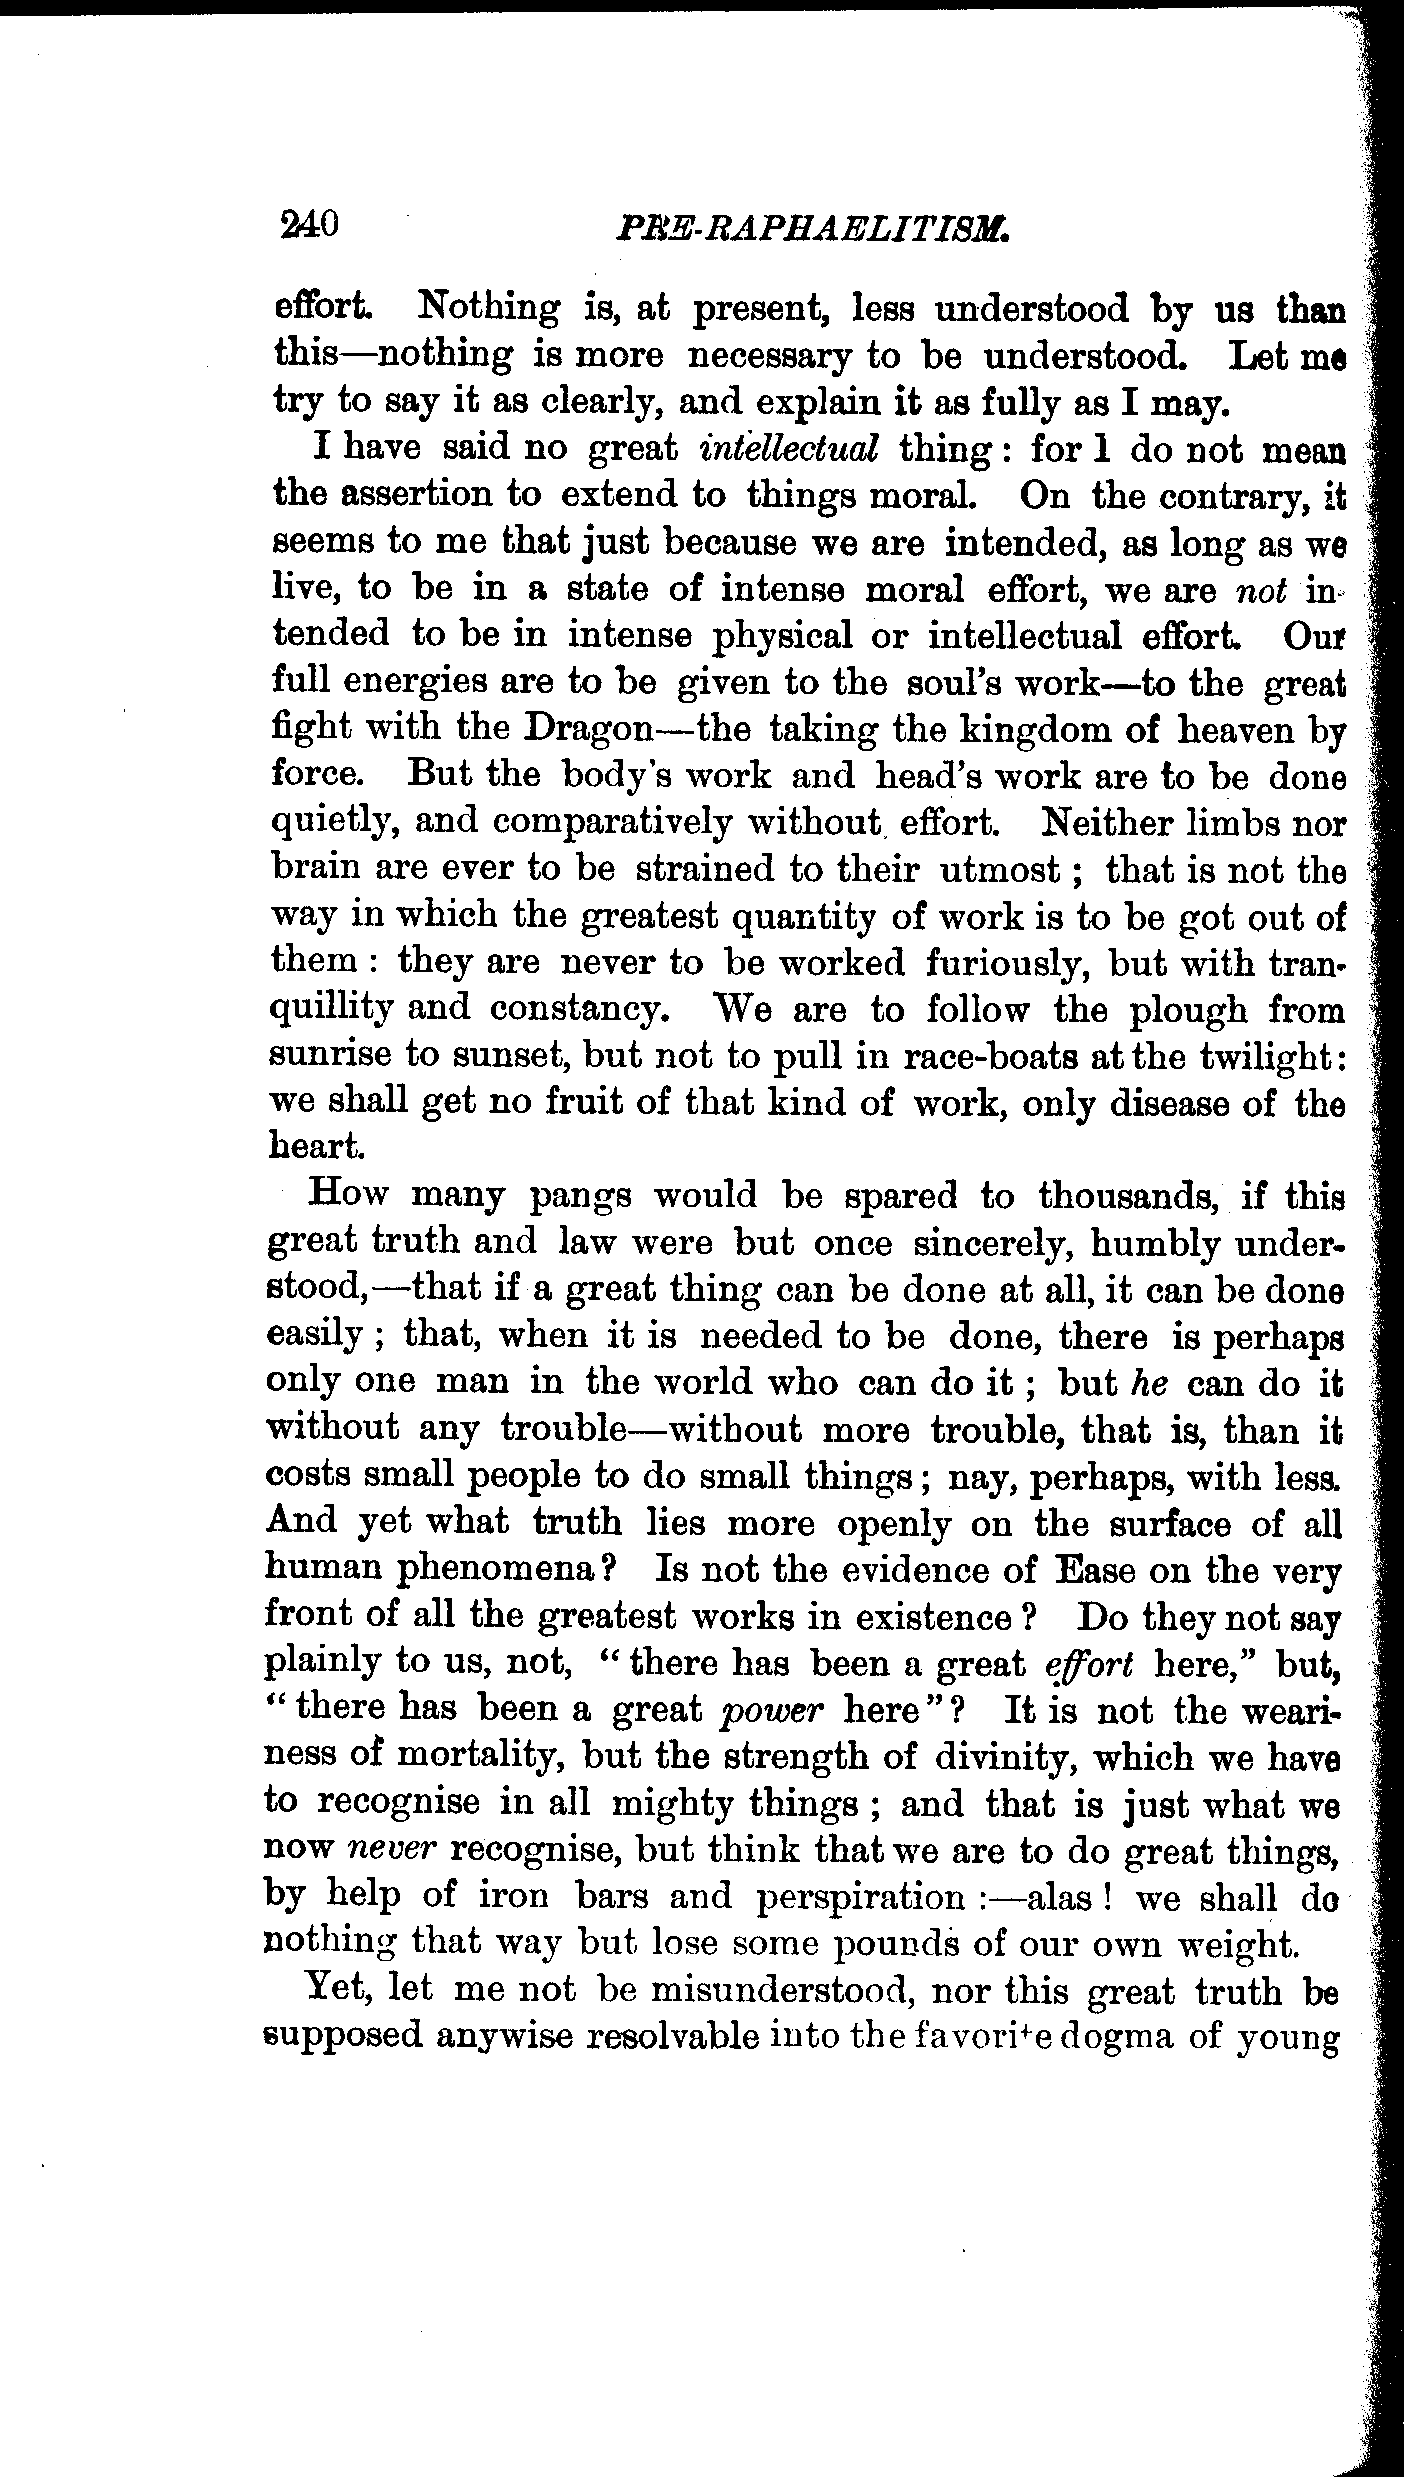 240 PRE-RAPHAELITISM.
effort. Nothing is, at present, less understood by us than
this—nothing is more necessary to be understood. Let me
try to say it as clearly, and explain it as fully as I may.
I have said no great intellectual thing : for I do not mean
the assertion to extend to things moral. On the contrary, it
seems to me that just because we are intended, as long as we
live, to be in a state of intense moral effort, we are not in-
tended to be in intense physical or intellectual effort. Our
full energies are to be given to the soul's work—to the great
fight with the Dragon—the taking the kingdom of heaven by
force. But the body's work and head's work are to be done
quietly, and comparatively without effort. Neither limbs nor
brain are ever to be strained to their utmost ; that is not the
way in which the greatest quantity of work is to be got out of
them : they are never to be worked furiously, but with tran-
quillity and constancy. We are to follow the plough from
sunrise to sunset, but not to pull in race-boats at the twilight:
we shall get no fruit of that kind of work, only disease of the
heart.
How many pangs would be spared to thousands, if this
great truth and law were but once sincerely, humbly under-
stood,—that if a great thing can be done at all, it can be done
easily ; that, when it is needed to be done, there is perhaps
only one man in the world who can do it ; but he can do it
without any trouble—without more trouble, that is, than it
costs small people to do small things ; nay, perhaps, with less.
And yet what truth lies more openly on the surface of all
human phenomena? Is not the evidence of Ease on the very
front of all the greatest works in existence ? Do they not say
plainly to us, not, “ there has been a great effort here,” but,
“ there has been a great power here ” ? It is not the weari-
ness of mortality, but the strength of divinity, which we have
to recognise in all mighty things ; and that is just what we
now never recognise, but think that we are to do great things,
by help of iron bars and perspiration :—alas ! we shall do
nothing that way but lose some pounds of our own weight.
Yet, let me not be misunderstood, nor this great truth be
supposed anywise resolvable into the favorite dogma of young